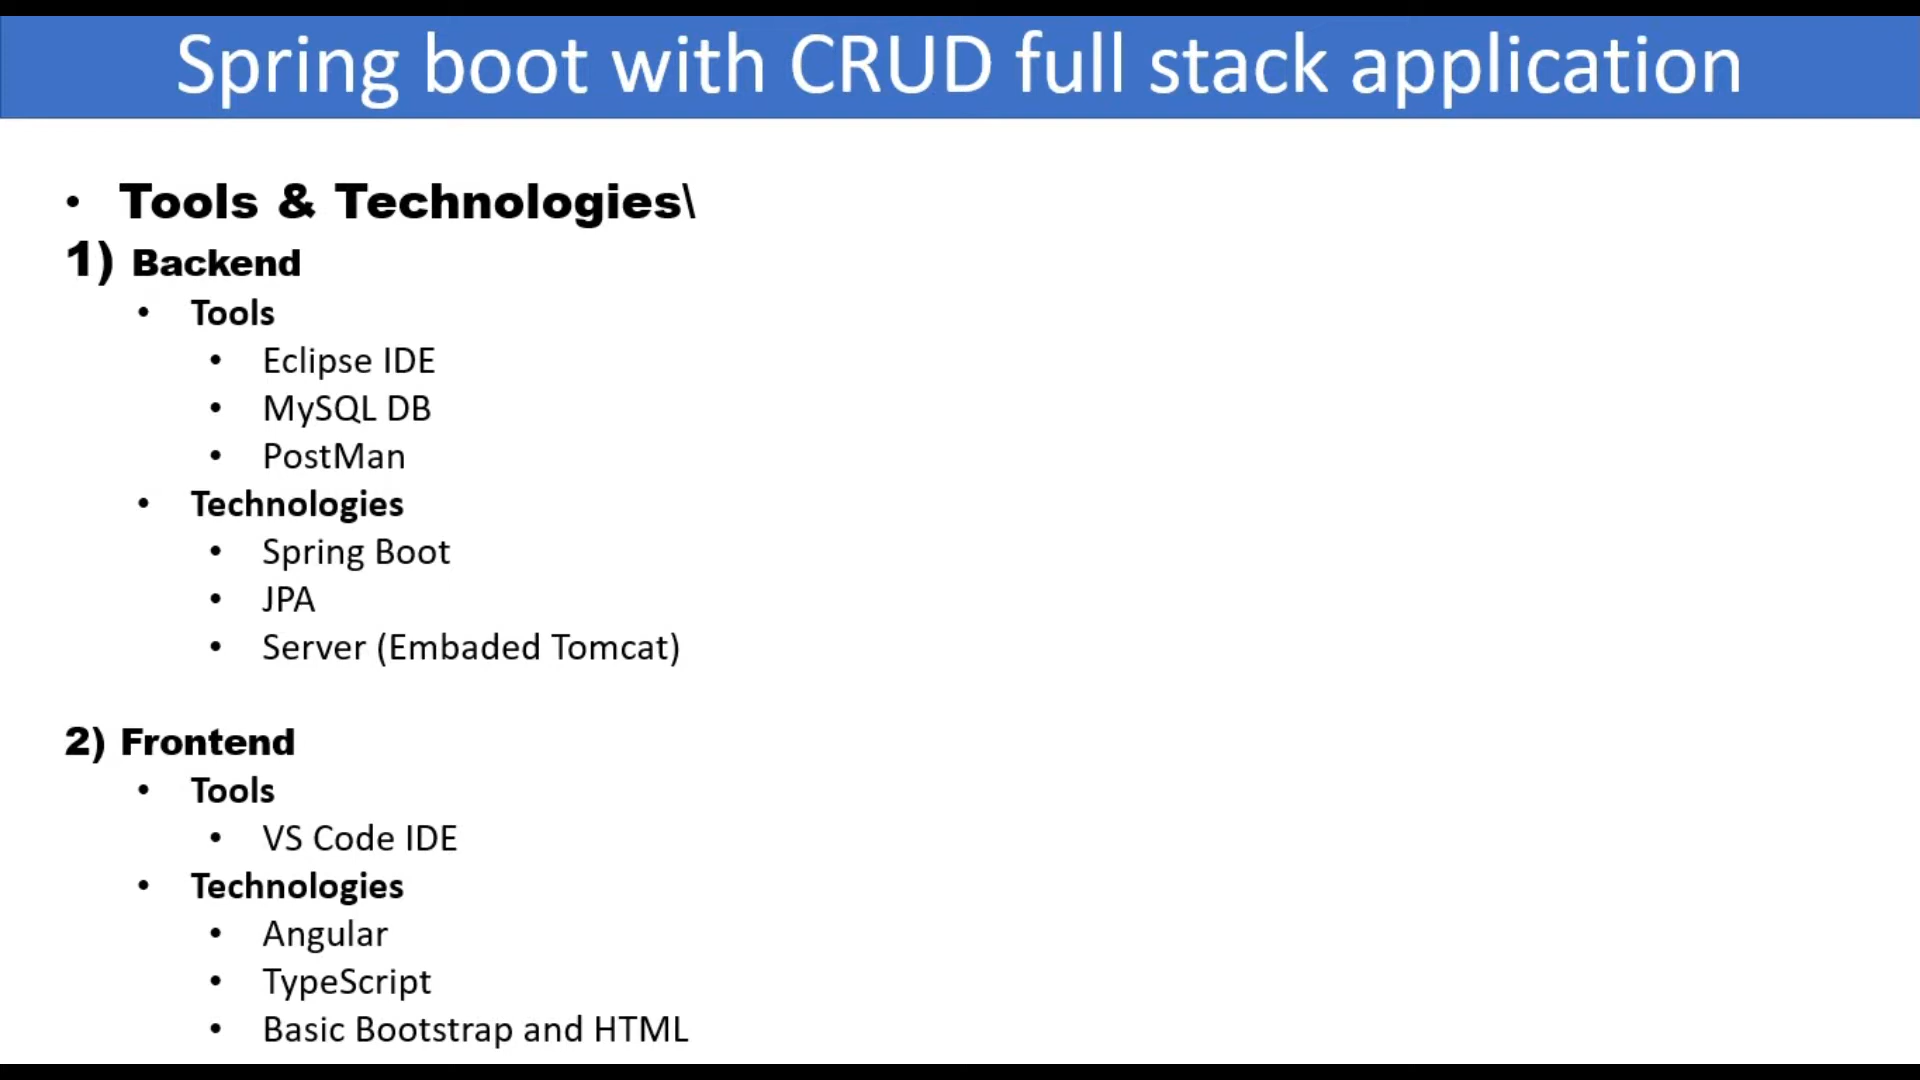 Spring boot with CRUD full stack application
• Tools & Technologies\
1) Backend
• Tools
• Eclipse IDE
• MySQL DB
• PostMan
• Technologies
• Spring Boot
• JPA
• Server (Embaded Tomcat)
2) Frontend
• Tools
• VS Code IDE
• Technologies
• Angular
• TypeScript
• Basic Bootstrap and HTML